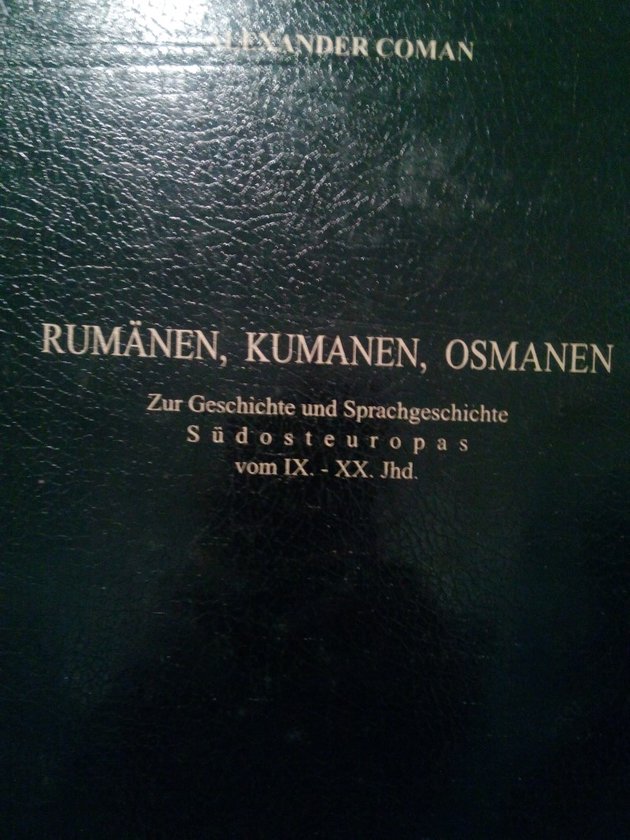 ALEXANDER COMAN
RUMÄNEN, KUMANEN, OSMANEN
Zur Geschichte und Sprachgeschichte
Südosteuropas
vom IX. - XX. Jhd.